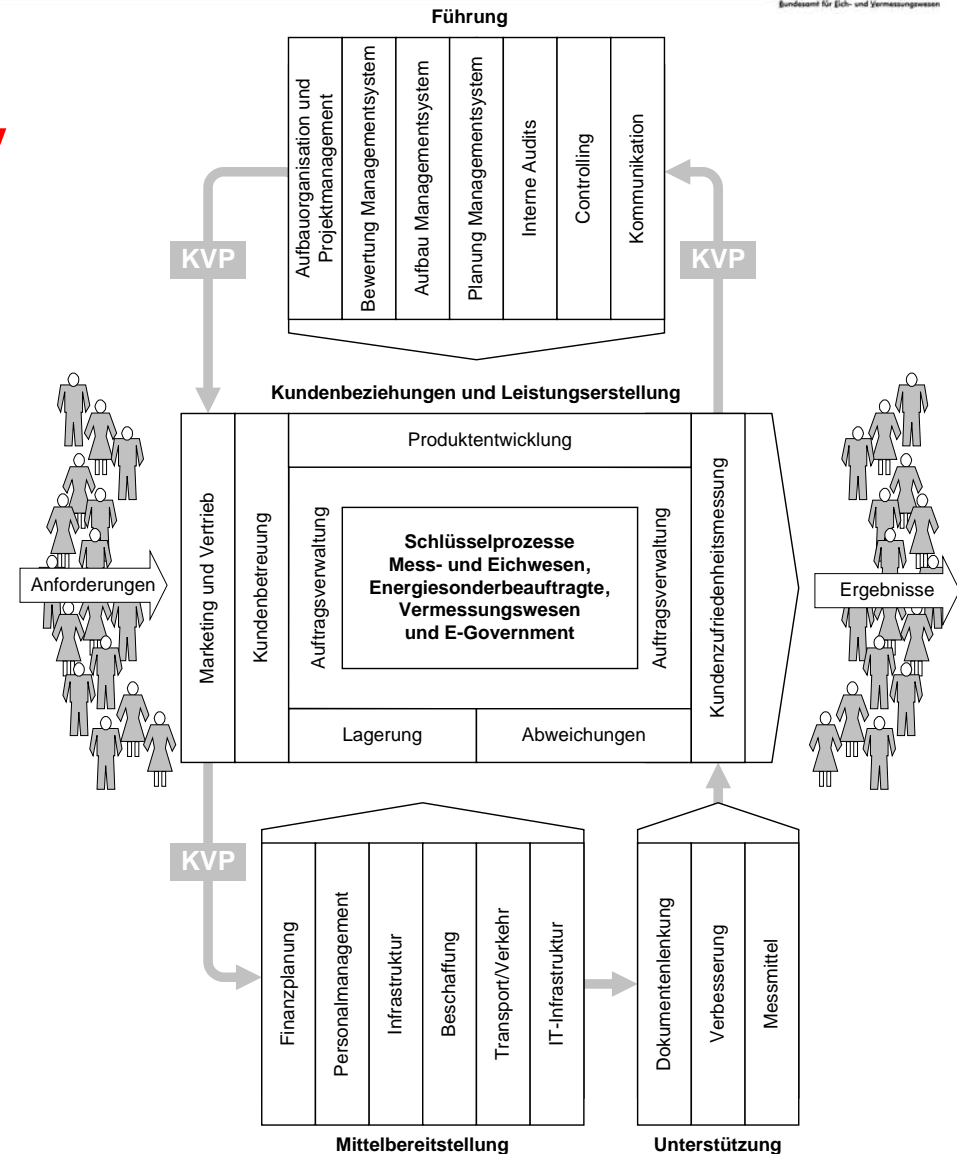 Bundesamt für Eich- und Vermessungswesen
Führung
Aufbauorganisation und
Projektmanagement
Bewertung Managementsystem
Aufbau Managementsystem
Planung Managementsystem
Interne Audits
Controlling
Kommunikation
KVP
KVP
Kundenbeziehungen und Leistungserstellung
Anforderungen
Marketing und Vertrieb
Kundenbetreuung
Produktentwicklung
Auftragsverwaltung
Schlüsselprozesse
Mess- und Eichwesen,
Energiesonderbeauftragte,
Vermessungswesen
und E-Government
Auftragsverwaltung
Kundenzufriedenheitsmessung
Ergebnisse
Lagerung
Abweichungen
KVP
Finanzplanung
Personalmanagement
Infrastruktur
Beschaffung
Transport/Verkehr
IT-Infrastruktur
Dokumentenlenkung
Verbesserung
Messmittel
Mittelbereitstellung
Unterstützung